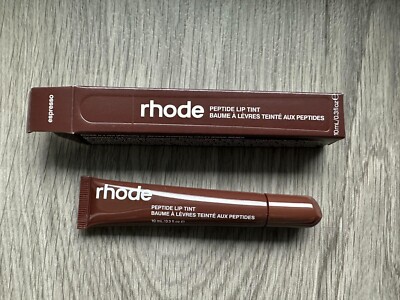 espresso
rhode
PEPTIDE LIP TINT
BAUME À LÈVRES TEINTÉ AUX PEPTIDES
rhode
PEPTIDE LIP TINT
BAUME À LÈVRES TEINTÉ AUX PEPTIDES